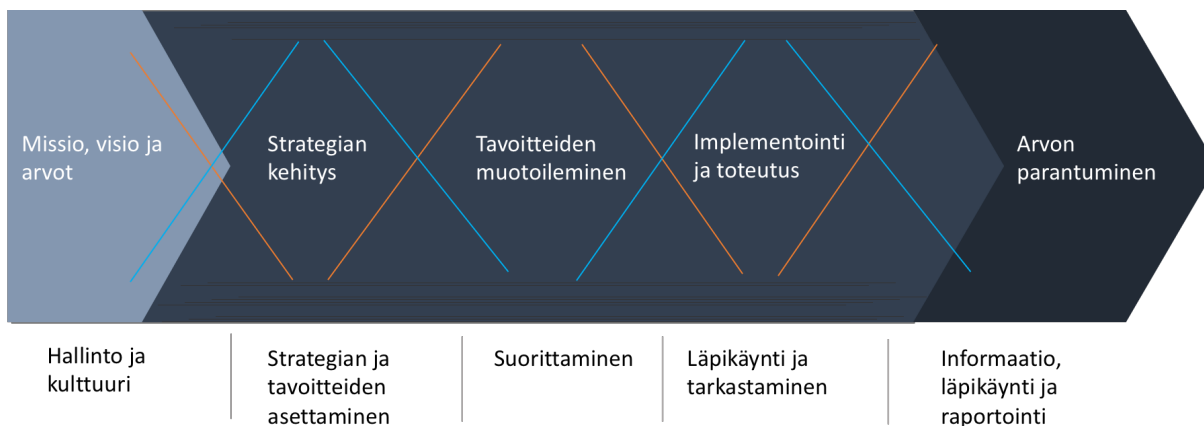 Missio, visio ja
arvot
Strategian
kehitys
Tavoitteiden
muotoileminen
Implementointi
ja toteutus
Arvon
parantuminen
Hallinto ja
kulttuuri
Strategian ja
tavoitteiden
asettaminen
Suorittaminen
Läpikäynti ja
tarkastaminen
Informaatio,
läpikäynti ja
raportointi